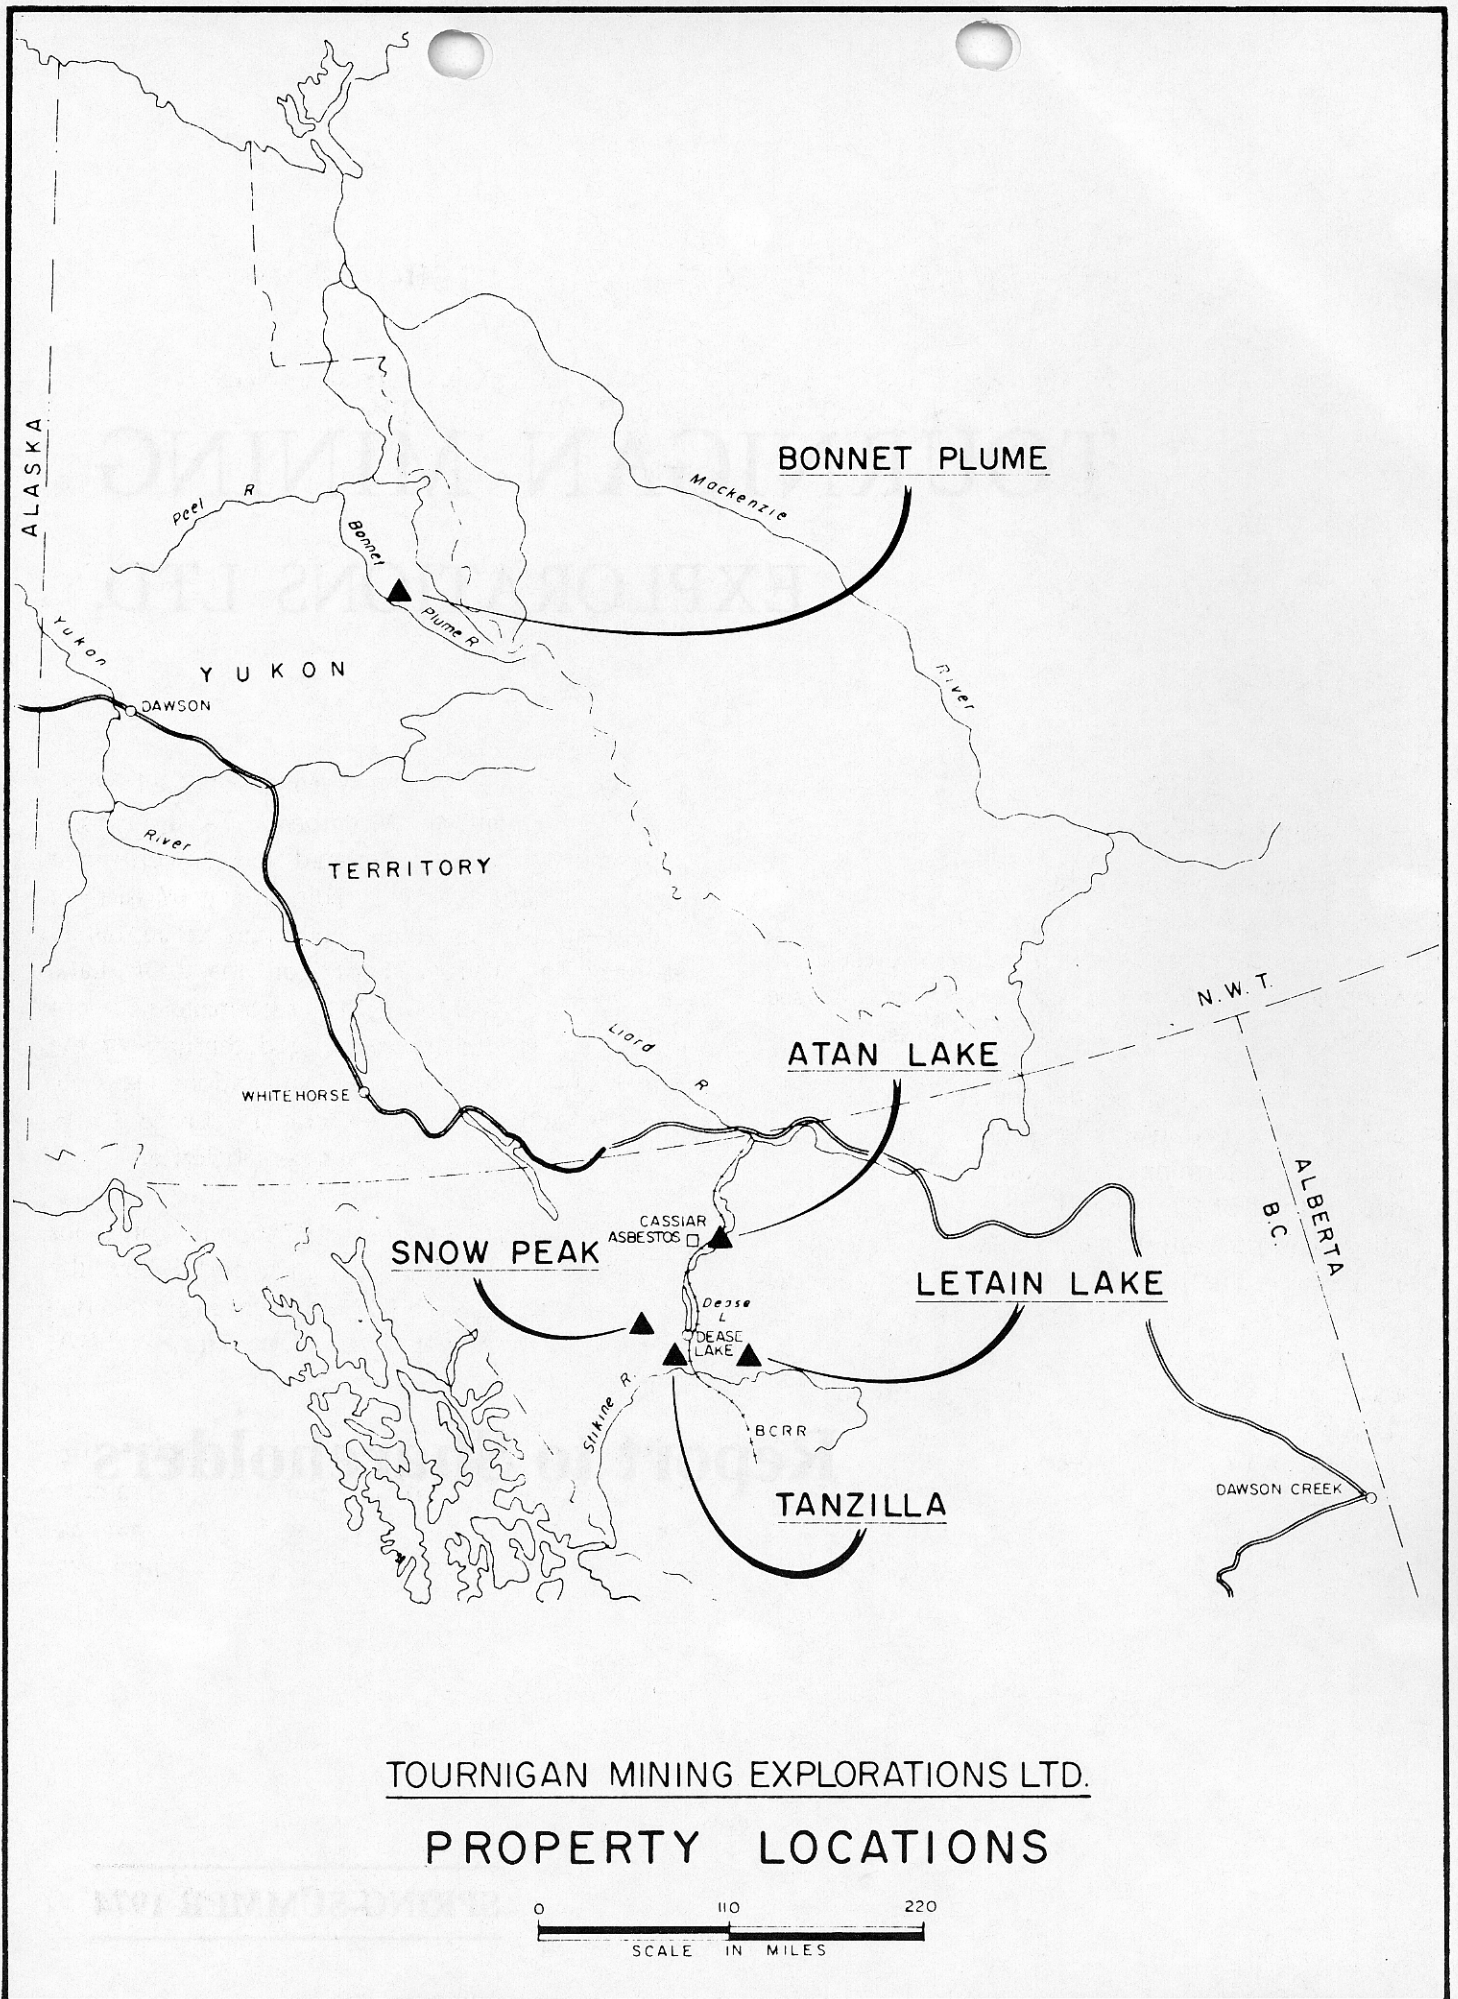 ALASKA
BONNET PLUME
Mackenzie
Peel R
Bonnet
Plume R
Yukon
YUKON
River
DAWSON
River
TERRITORY
N.W.T.
Liard
R
ATAN LAKE
WHITEHORSE
ALBERTA
B.C.
CASSIAR
ASBESTOS
SNOW PEAK
LETAIN LAKE
Dease
L
DEASE
LAKE
Stikine R.
BCRR
DAWSON CREEK
TANZILLA
TOURNIGAN MINING EXPLORATIONS LTD.
PROPERTY LOCATIONS
0 110 220
SCALE IN MILES